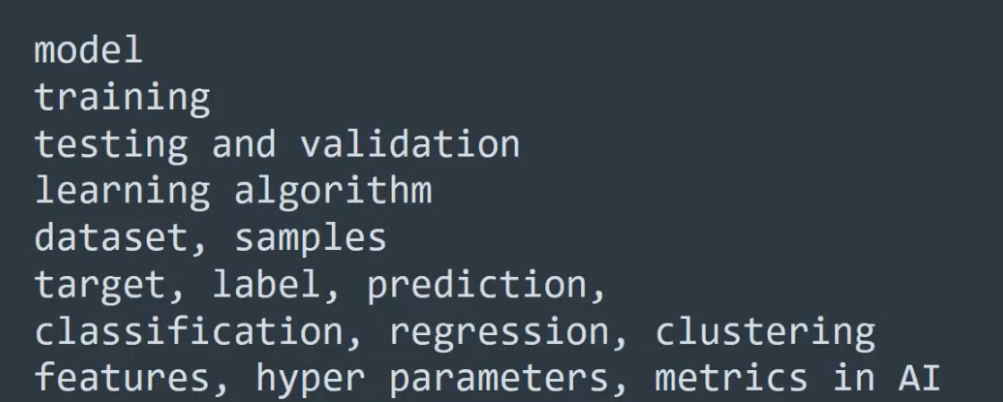 model
training
testing and validation
learning algorithm
dataset, samples
target, label, prediction,
classification, regression, clustering
features, hyper parameters, metrics in AI